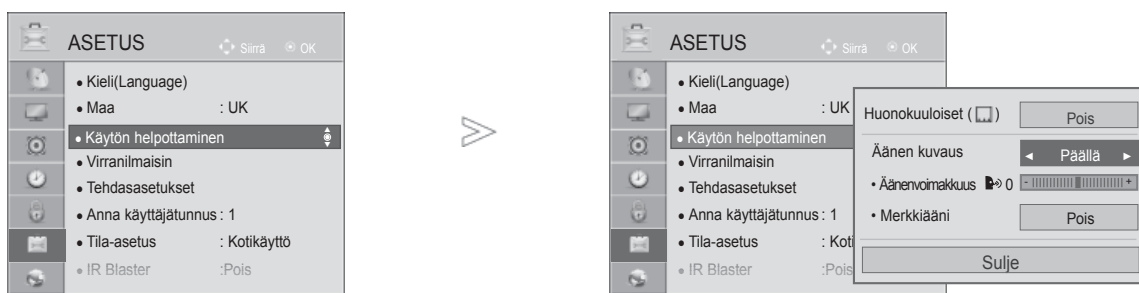 ASETUS Siirrä OK
• Kieli(Language)
• Maa : UK
• Käytön helpottaminen
• Virranilmaisin
• Tehdasasetukset
• Anna käyttäjätunnus : 1
• Tila-asetus : Kotikäyttö
• IR Blaster :Pois
ASETUS Siirrä OK
• Kieli(Language)
• Maa : UK
• Käytön helpottaminen
• Virranilmaisin
• Tehdasasetukset
• Anna käyttäjätunnus : 1
• Tila-asetus : Koti
• IR Blaster :Pois
Huonokuuloiset ( ) Pois
Äänen kuvaus ◄ Päällä ►
• Äänenvoimakkuus 0 - +
• Merkkiääni Pois
Sulje